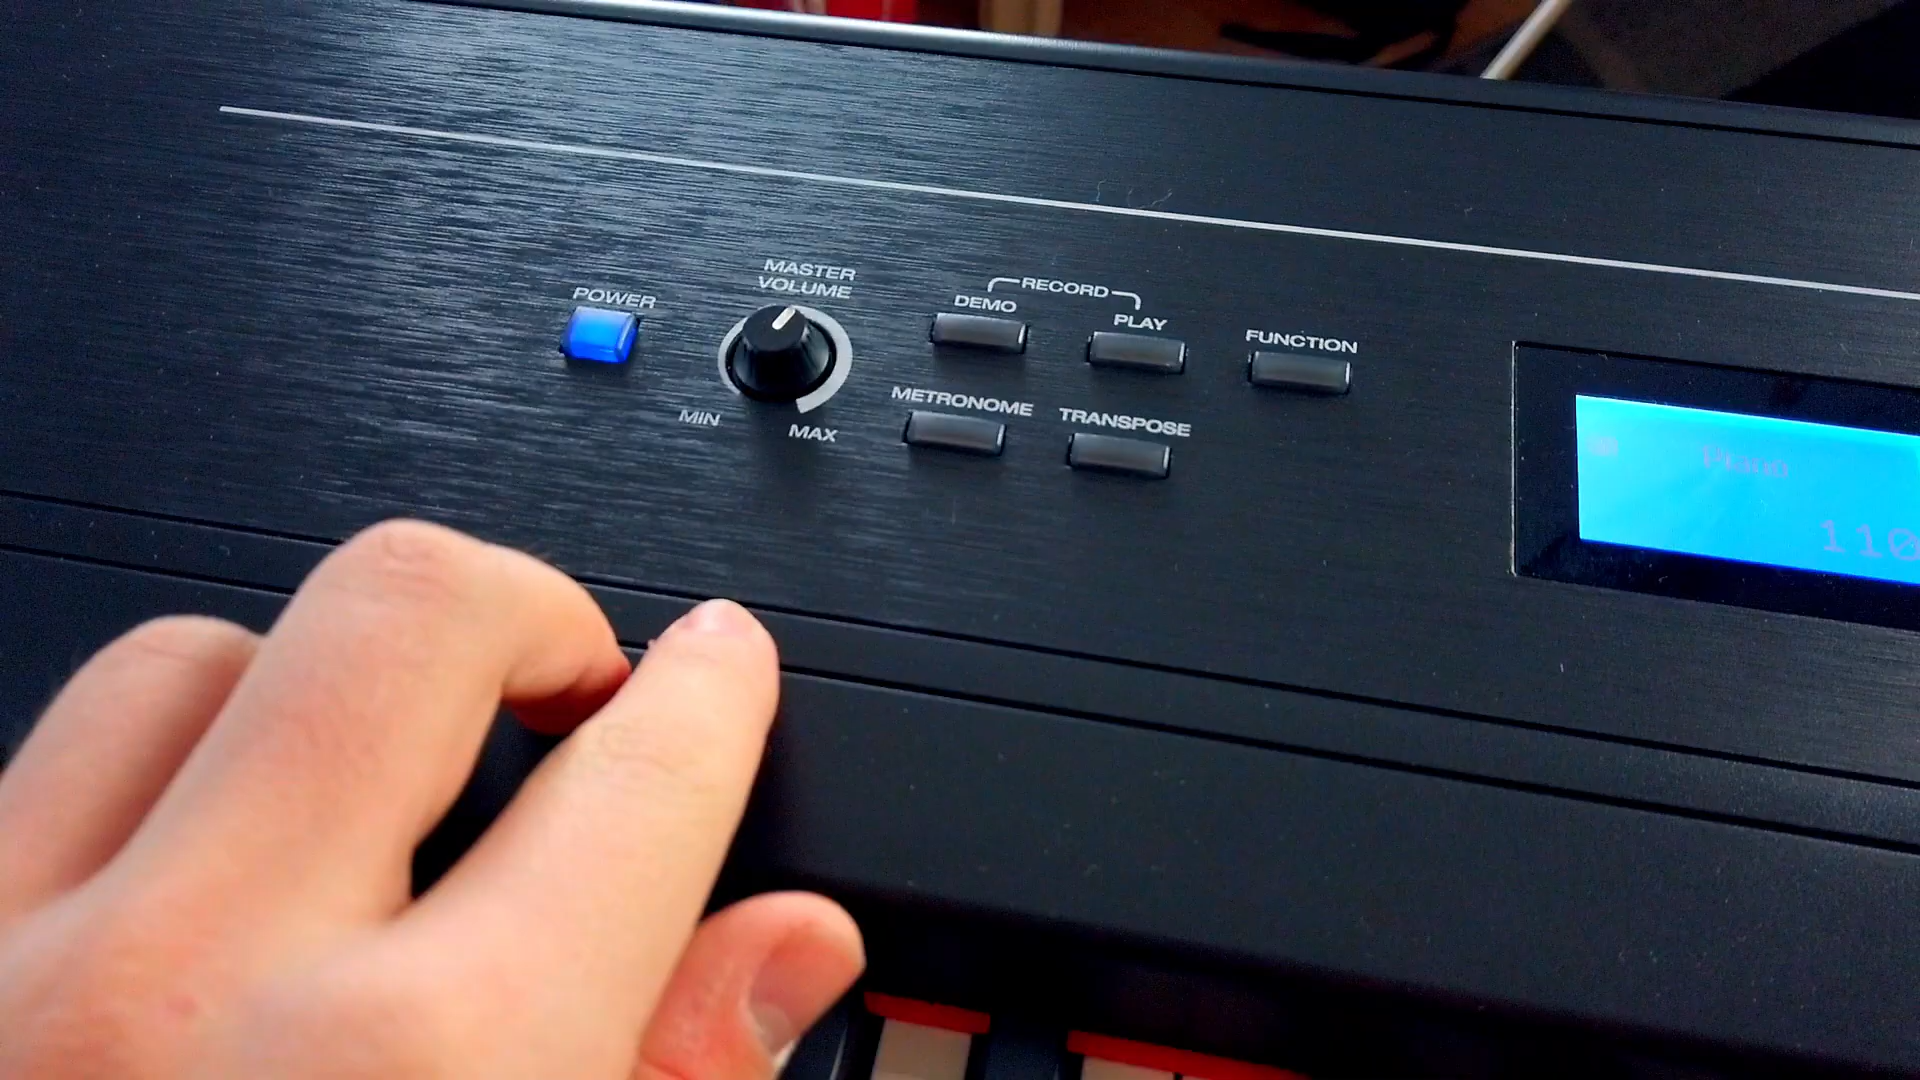 POWER
MASTER
VOLUME
MIN
MAX
RECORD
DEMO
PLAY
FUNCTION
METRONOME
TRANSPOSE
Piano
110